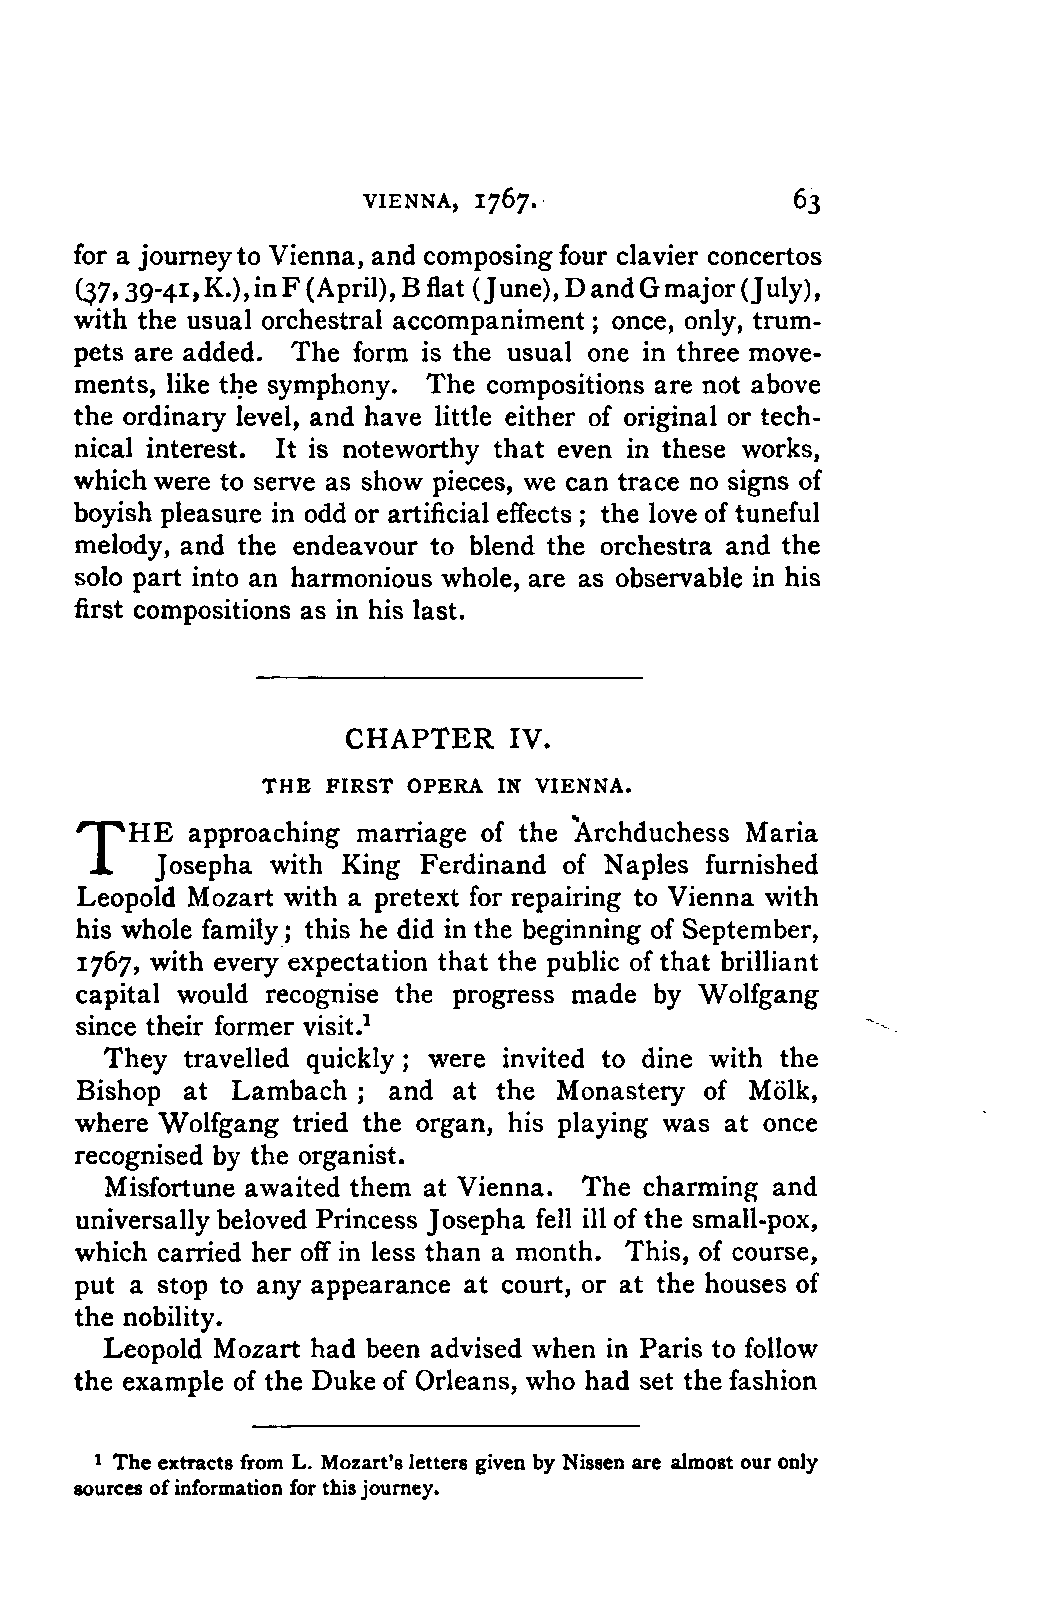 VIENNA, 1767. 63
for a journey to Vienna, and composing four clavier concertos
(37, 39-41, K.), in F (April), B flat (June), D and G major (July),
with the usual orchestral accompaniment ; once, only, trum-
pets are added. The form is the usual one in three move-
ments, like the symphony. The compositions are not above
the ordinary level, and have little either of original or tech-
nical interest. It is noteworthy that even in these works,
which were to serve as show pieces, we can trace no signs of
boyish pleasure in odd or artificial effects ; the love of tuneful
melody, and the endeavour to blend the orchestra and the
solo part into an harmonious whole, are as observable in his
first compositions as in his last.
CHAPTER IV.
THE FIRST OPERA IN VIENNA.
THE approaching marriage of the Archduchess Maria
Josepha with King Ferdinand of Naples furnished
Leopold Mozart with a pretext for repairing to Vienna with
his whole family ; this he did in the beginning of September,
1767, with every expectation that the public of that brilliant
capital would recognise the progress made by Wolfgang
since their former visit.¹
They travelled quickly ; were invited to dine with the
Bishop at Lambach ; and at the Monastery of Mölk,
where Wolfgang tried the organ, his playing was at once
recognised by the organist.
Misfortune awaited them at Vienna. The charming and
universally beloved Princess Josepha fell ill of the small-pox,
which carried her off in less than a month. This, of course,
put a stop to any appearance at court, or at the houses of
the nobility.
Leopold Mozart had been advised when in Paris to follow
the example of the Duke of Orleans, who had set the fashion
¹ The extracts from L. Mozart's letters given by Nissen are almost our only
sources of information for this journey.